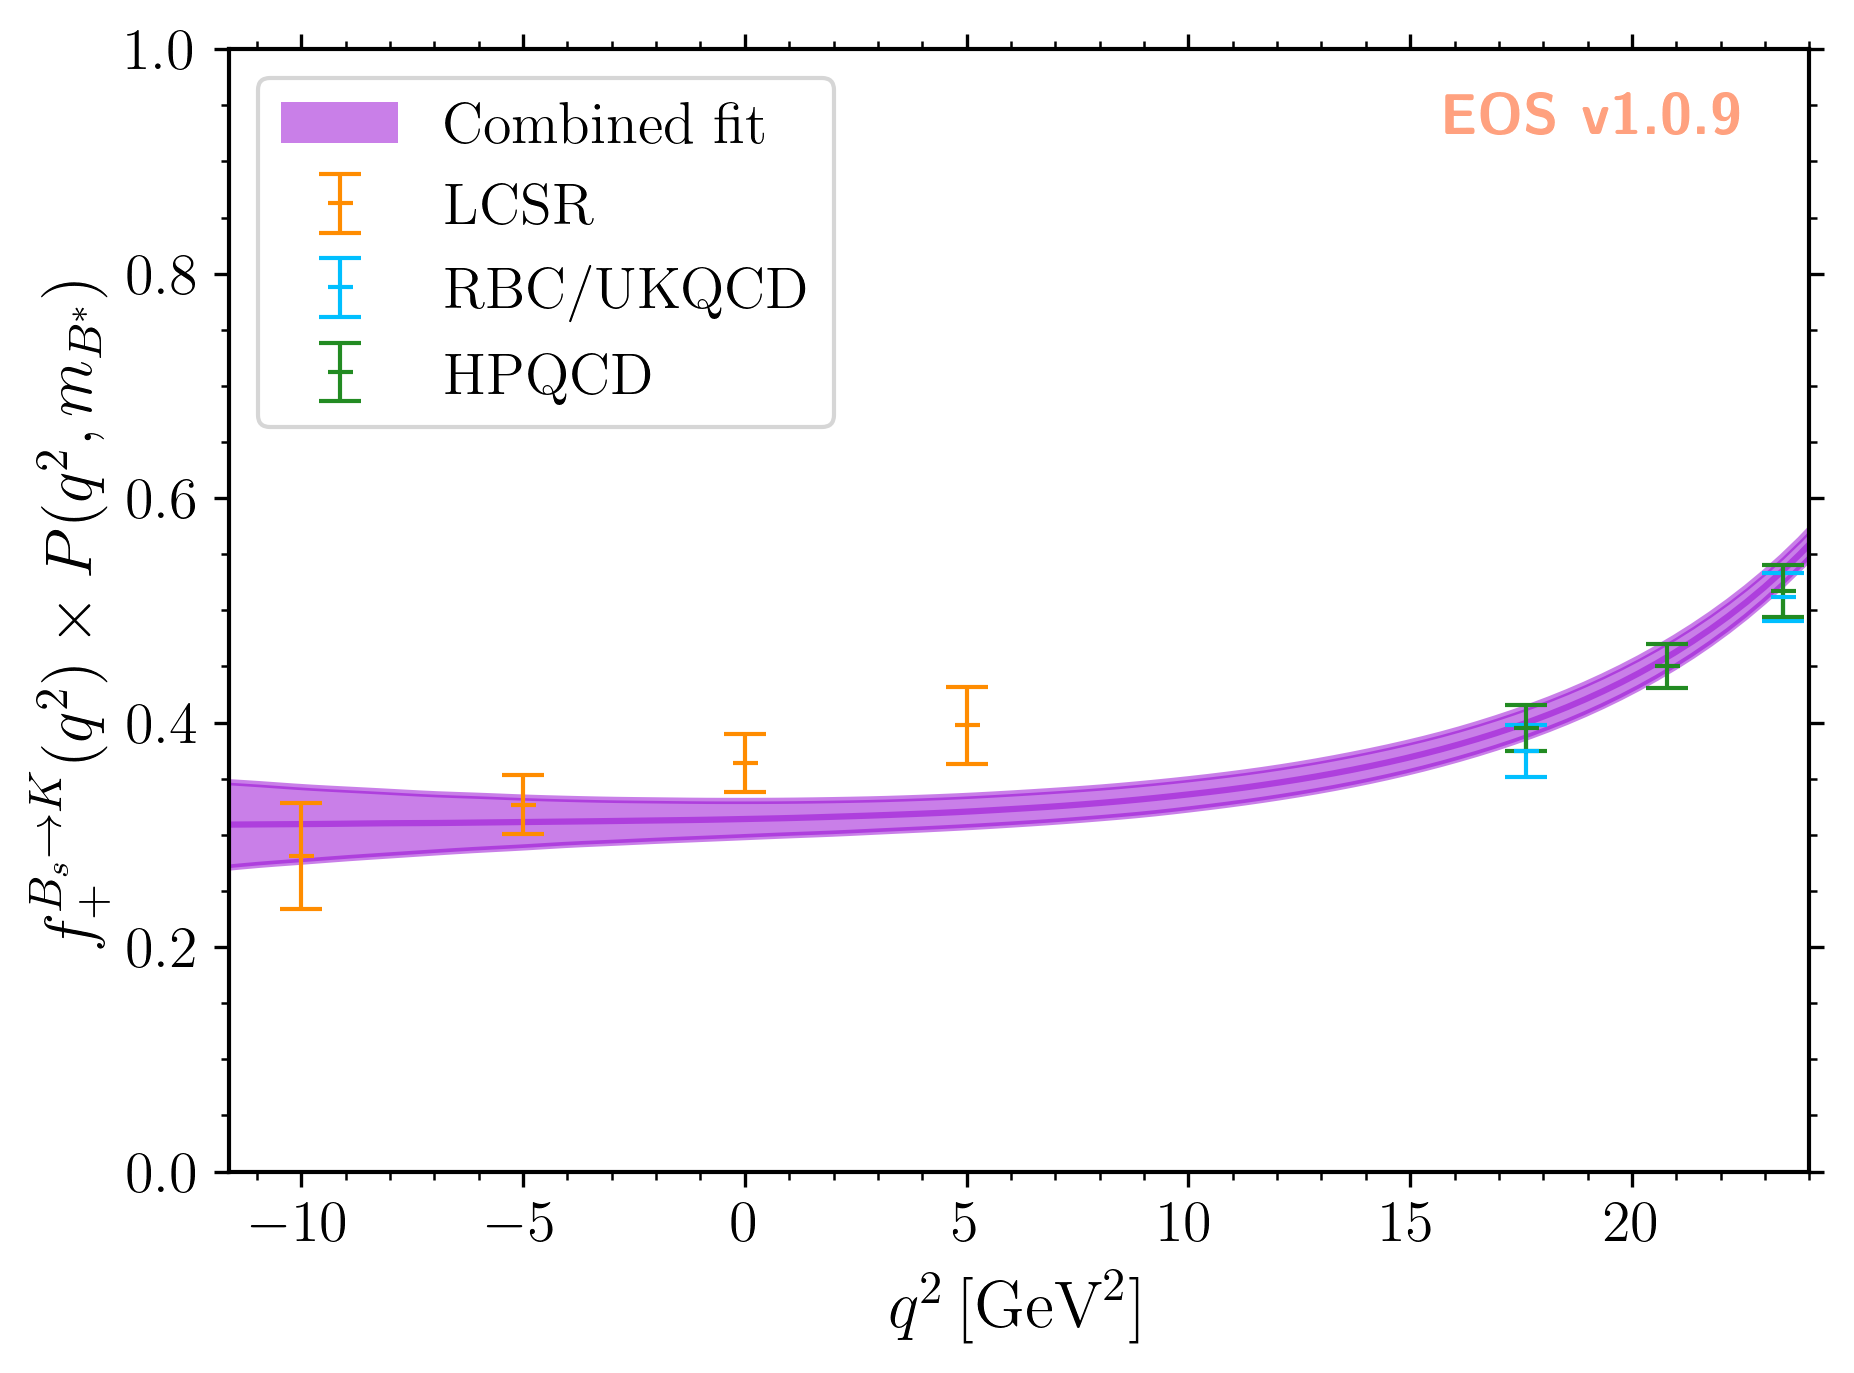 1.0
0.8
0.6
0.4
0.2
0.0
f_+^{B_s→K}(q^2) × P(q^2, m_{B*})
Combined fit
LCSR
RBC/UKQCD
HPQCD
EOS v1.0.9
−10 −5 0 5 10 15 20
q^2 [GeV^2]